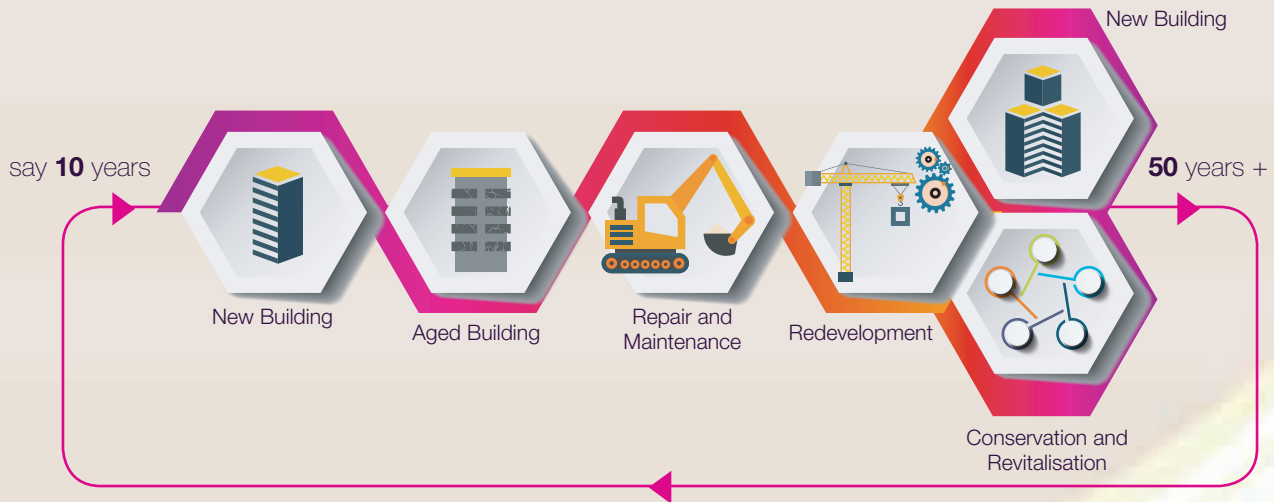 New Building
say 10 years
50 years +
New Building
Aged Building
Repair and
Maintenance
Redevelopment
Conservation and
Revitalisation